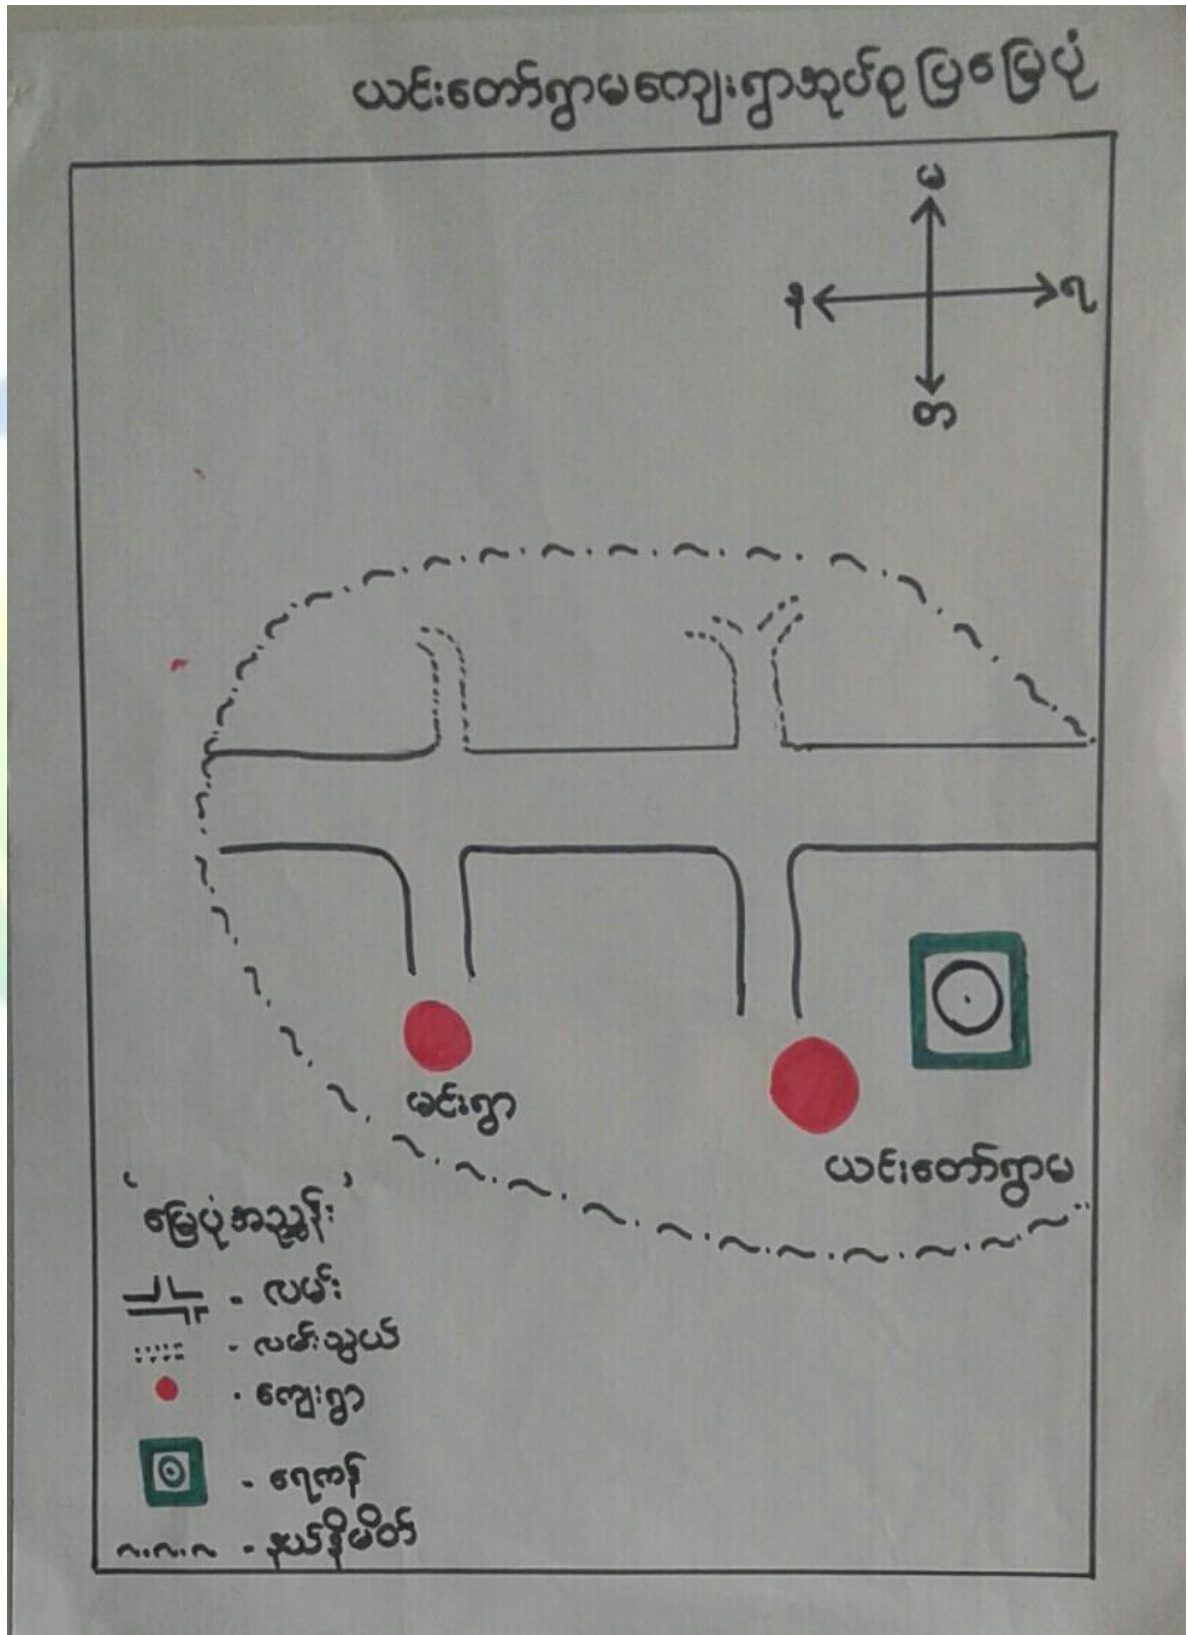 ယင်းတော်ရွာမကျေးရွာအုပ်စု ပြမြေပုံ
မ
န
ရ
တ
မင်းရွာ
ယင်းတော်ရွာမ
'မြေပုံအညွှန်း'
- လမ်း
- လမ်းသွယ်
- ကျေးရွာ
- ရေကန်
- နယ်နိမိတ်